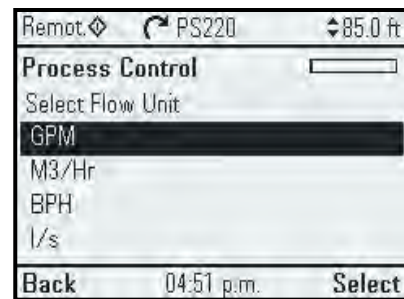 Remot. PS220 85.0 ft
Process Control
Select Flow Unit
GPM
M3/Hr
BPH
l/s
Back 04:51 p.m. Select